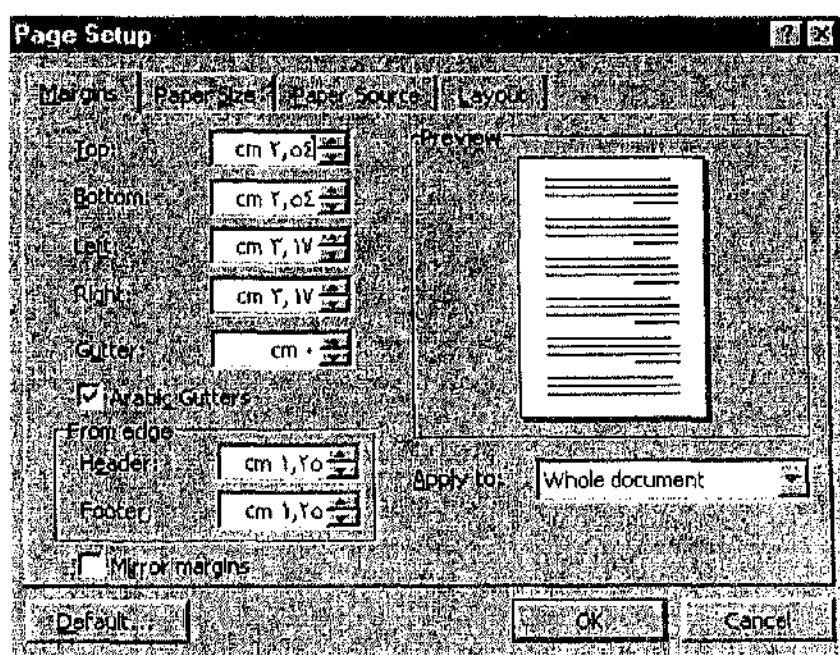 Page Setup
Margins Paper Size Paper Source Layout
Top: cm ٢,٥٤
Bottom: cm ٢,٥٤
Left: cm ٣,١٧
Right: cm ٣,١٧
Gutter: cm ٠
Arabic Gutters
From edge
Header: cm ١,٢٥
Footer: cm ١,٢٥
Mirror margins
Preview
Apply to: Whole document
Default... OK Cancel